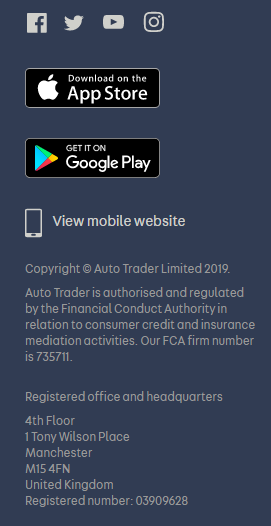 Download on the
App Store
GET IT ON
Google Play
View mobile website
Copyright © Auto Trader Limited 2019.
Auto Trader is authorised and regulated
by the Financial Conduct Authority in
relation to consumer credit and insurance
mediation activities. Our FCA firm number
is 735711.
Registered office and headquarters
4th Floor
1 Tony Wilson Place
Manchester
M15 4FN
United Kingdom
Registered number: 03909628